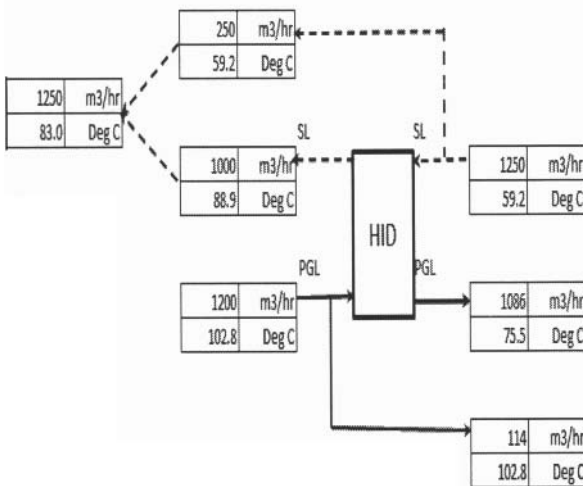 250 m3/hr
59.2 Deg C
1250 m3/hr
83.0 Deg C
SL SL
1000 m3/hr
88.9 Deg C
1250 m3/hr
59.2 Deg C
HID
PGL PGL
1200 m3/hr
102.8 Deg C
1086 m3/hr
75.5 Deg C
114 m3/hr
102.8 Deg C